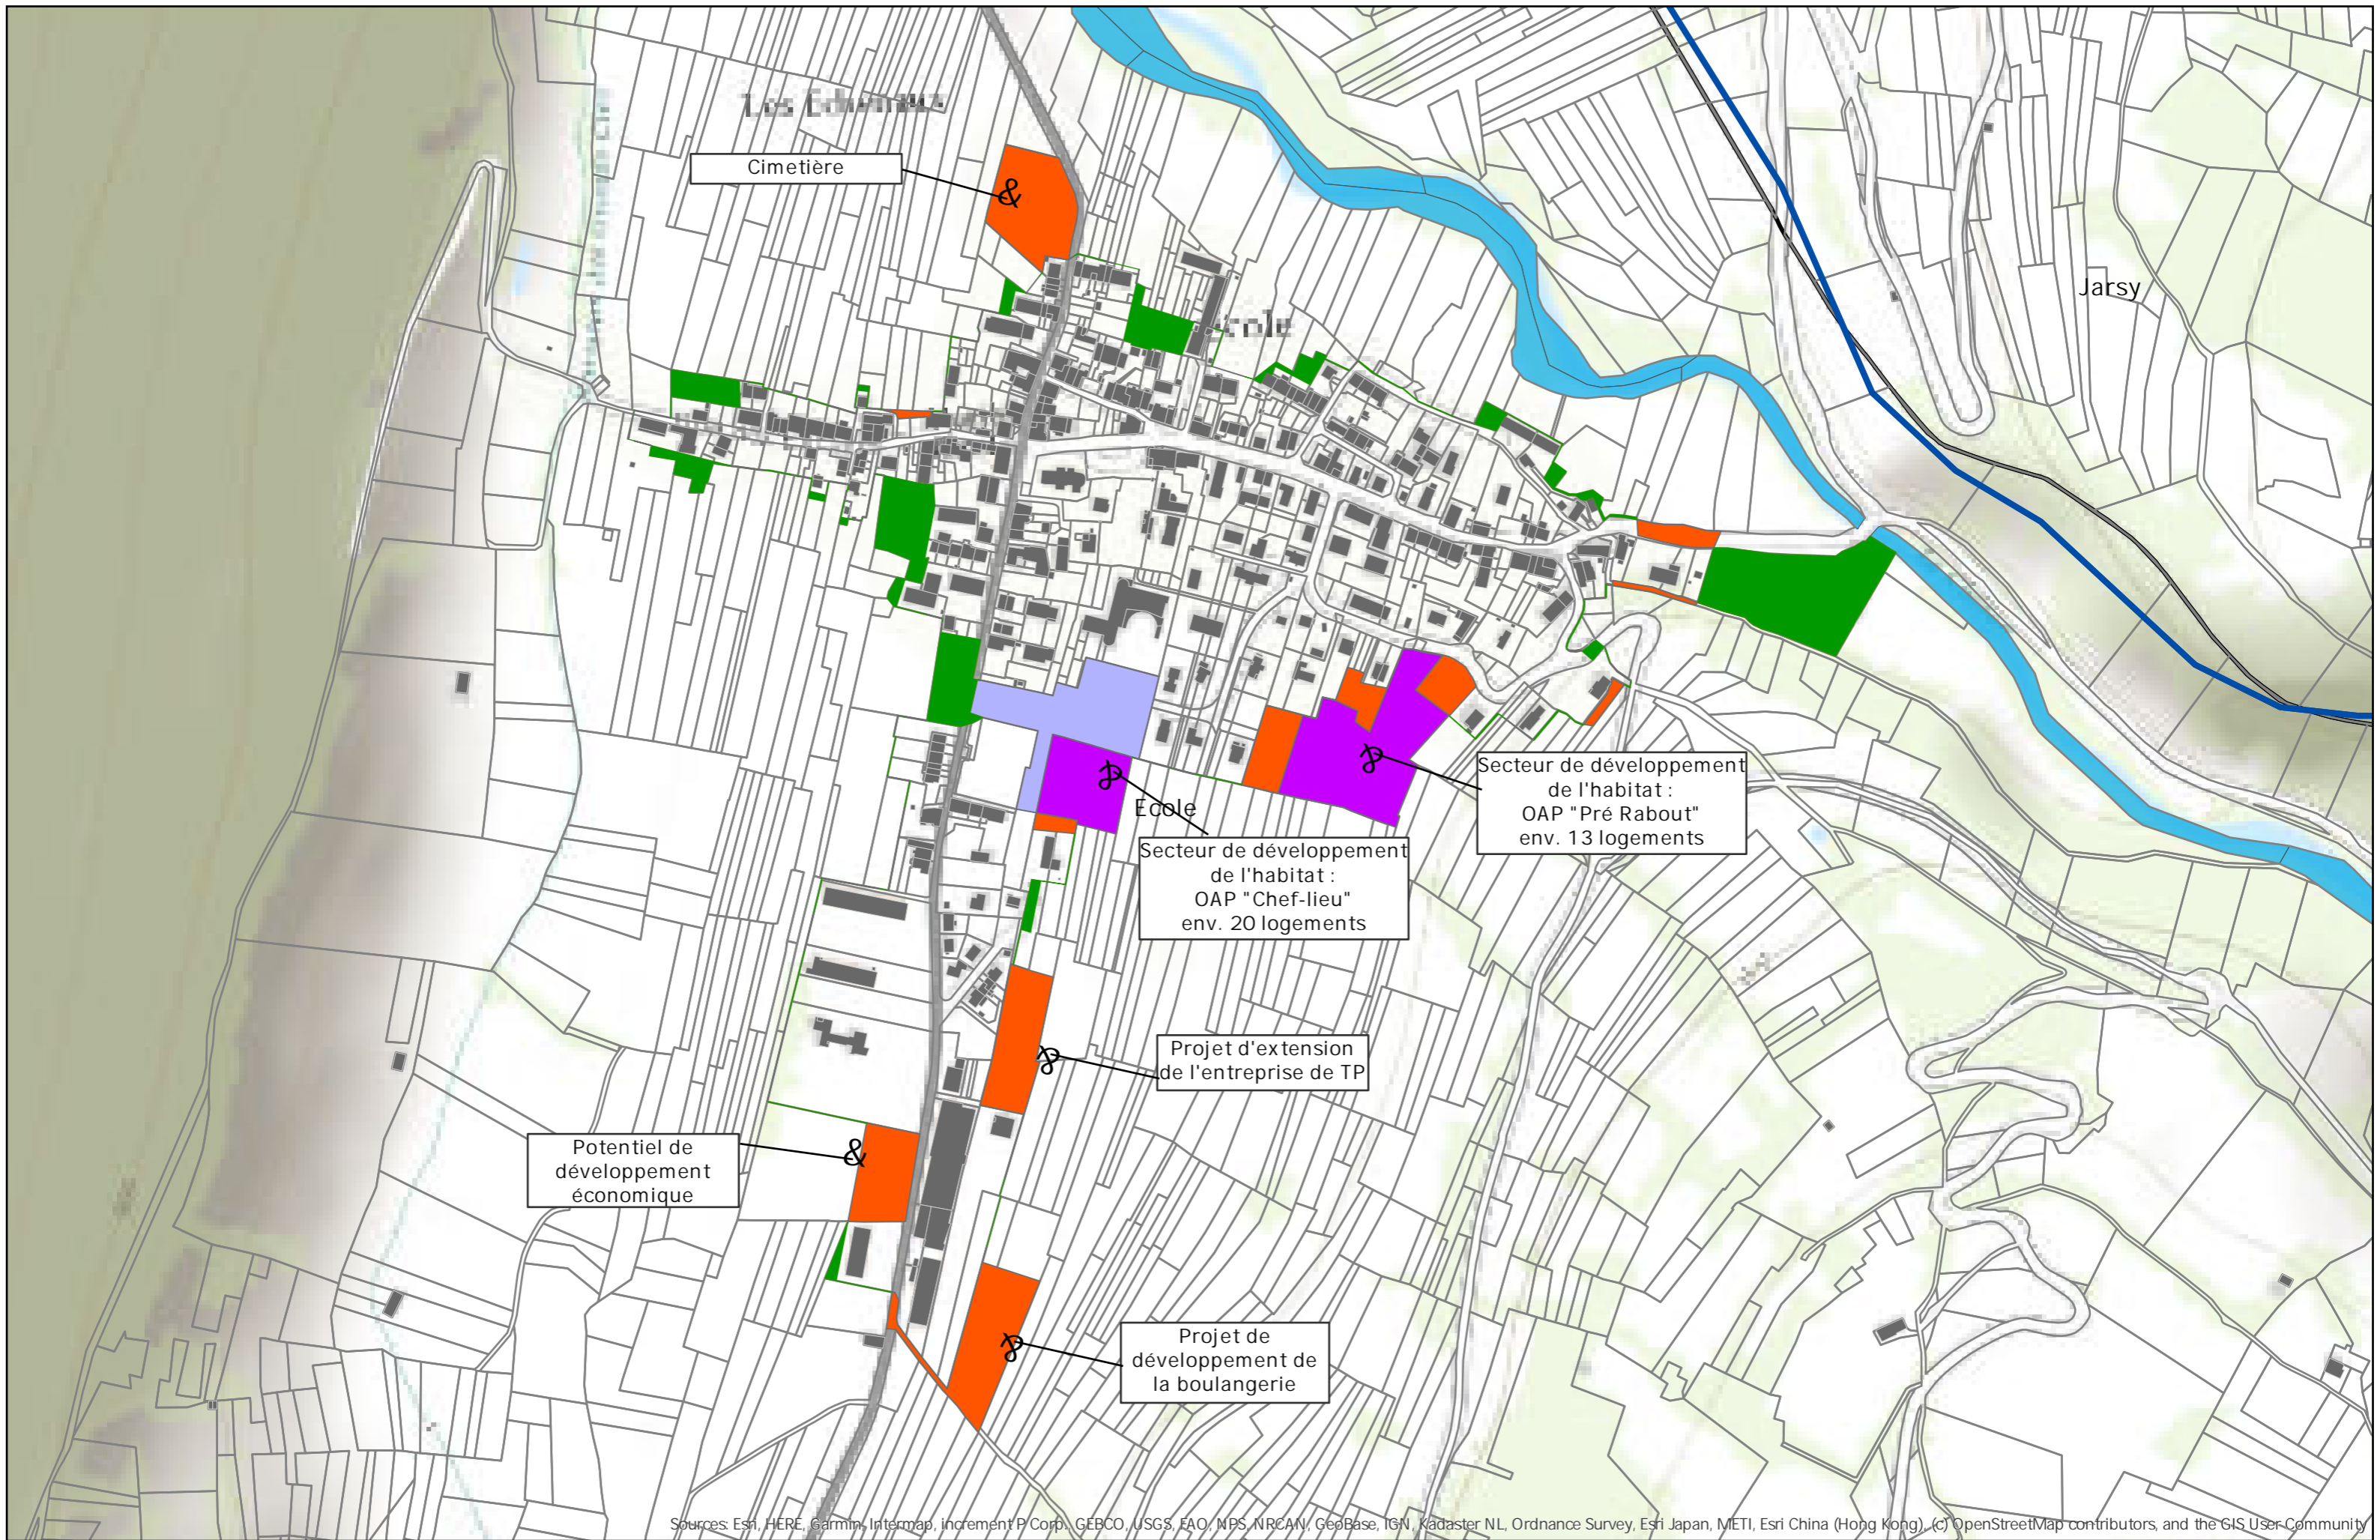 Cimetière
&
Jarsy
Ecole
Secteur de développement
de l'habitat :
OAP "Pré Rabout"
env. 13 logements
Secteur de développement
de l'habitat :
OAP "Chef-lieu"
env. 20 logements
Projet d'extension
de l'entreprise de TP
Potentiel de
développement
économique
&
Projet de
développement de
la boulangerie
Sources: Esri, HERE, Garmin, Intermap, increment P Corp., GEBCO, USGS, FAO, NPS, NRCAN, GeoBase, IGN, Kadaster NL, Ordnance Survey, Esri Japan, METI, Esri China (Hong Kong), (c) OpenStreetMap contributors, and the GIS User Community